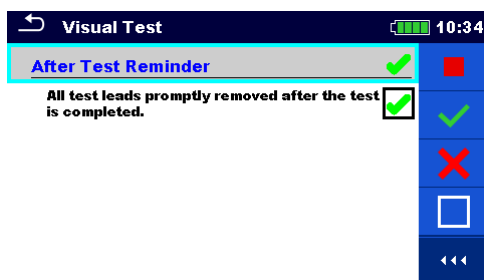 Visual Test
10:34
After Test Reminder
All test leads promptly removed after the test
is completed.